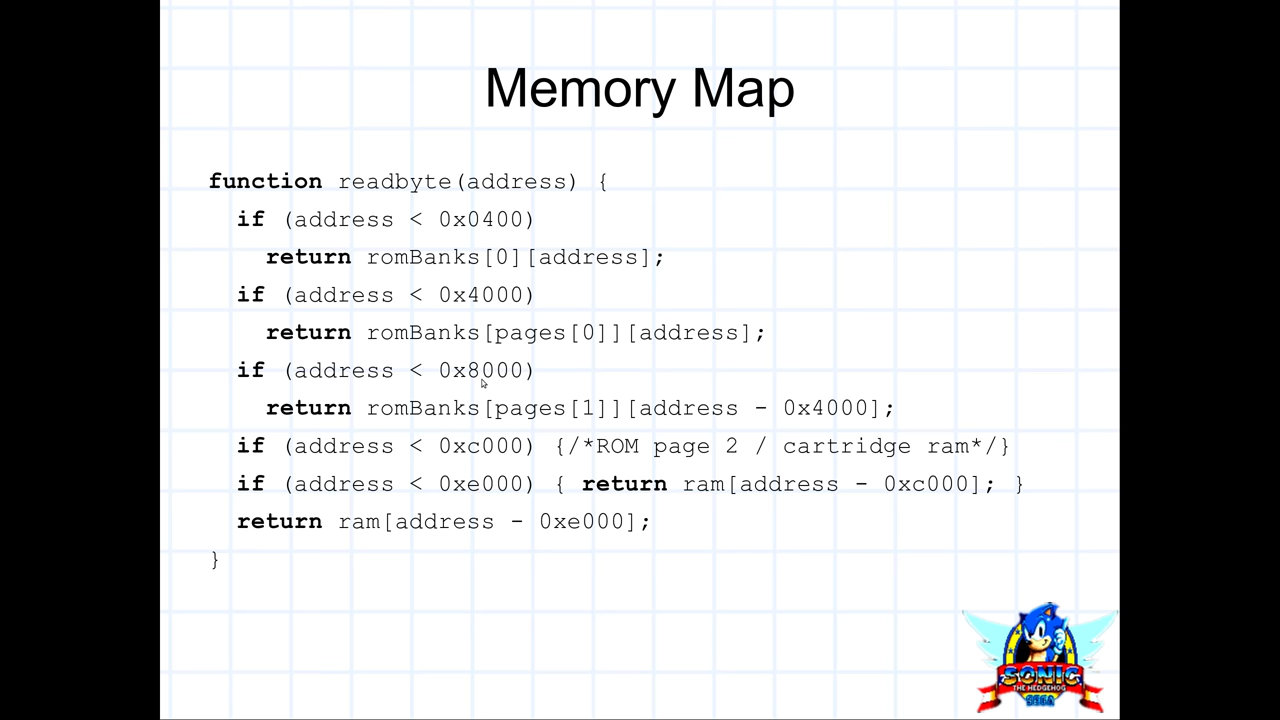 Memory Map
function readbyte(address) {
if (address < 0x0400)
return romBanks[0][address];
if (address < 0x4000)
return romBanks[pages[0]][address];
if (address < 0x8000)
return romBanks[pages[1]][address - 0x4000];
if (address < 0xc000) {/*ROM page 2 / cartridge ram*/}
if (address < 0xe000) { return ram[address - 0xc000]; }
return ram[address - 0xe000];
}
SONIC
THE HEDGEHOG
SEGA